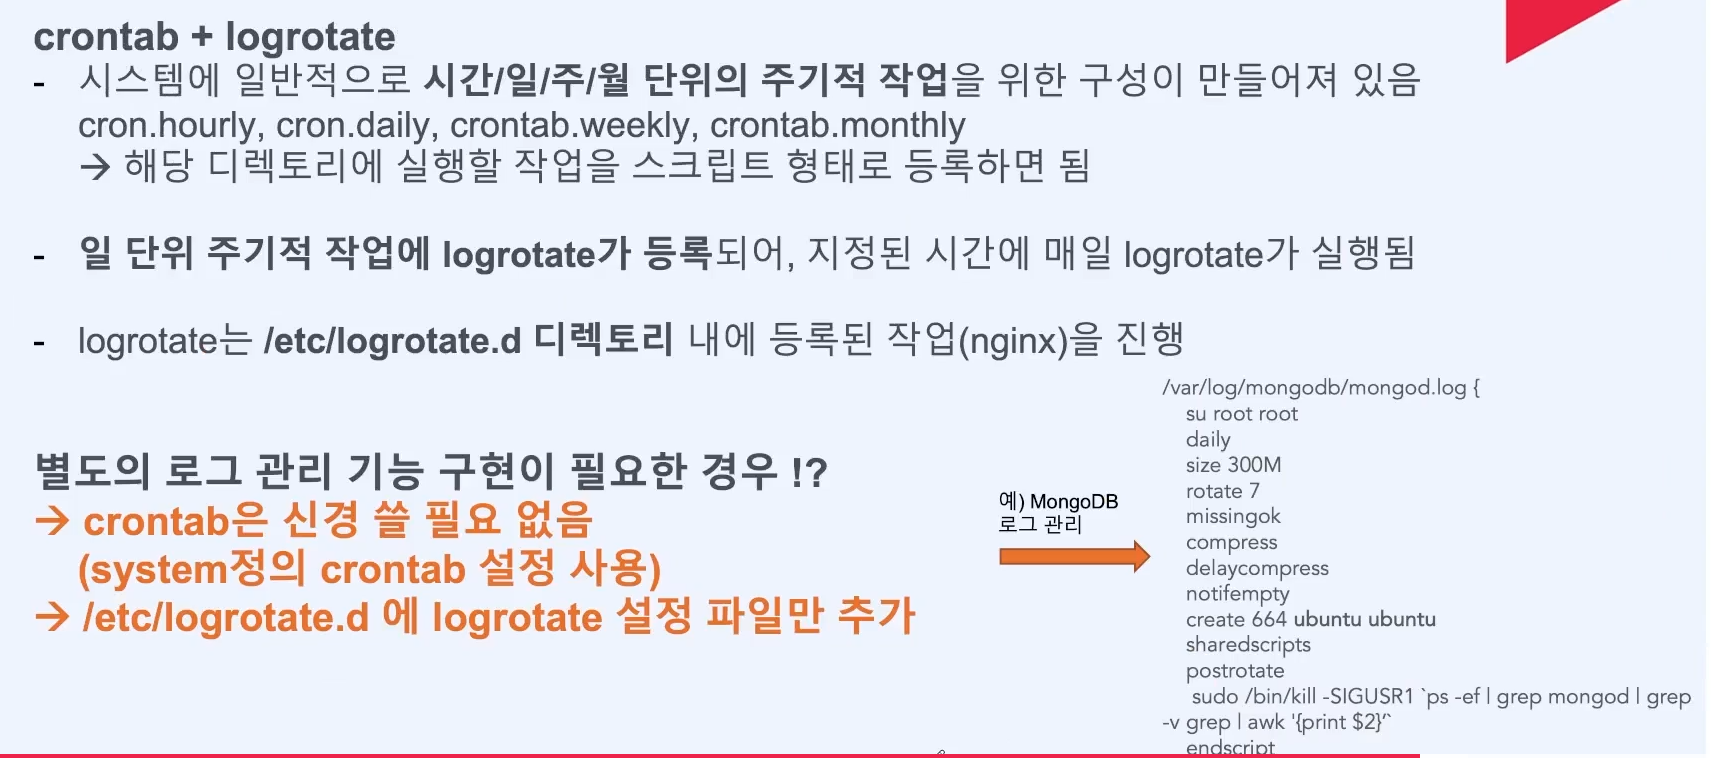 crontab + logrotate
- 시스템에 일반적으로 시간/일/주/월 단위의 주기적 작업을 위한 구성이 만들어져 있음
cron.hourly, cron.daily, crontab.weekly, crontab.monthly
→ 해당 디렉토리에 실행할 작업을 스크립트 형태로 등록하면 됨
- 일 단위 주기적 작업에 logrotate가 등록되어, 지정된 시간에 매일 logrotate가 실행됨
- logrotate는 /etc/logrotate.d 디렉토리 내에 등록된 작업(nginx)을 진행
별도의 로그 관리 기능 구현이 필요한 경우 !?
→ crontab은 신경 쓸 필요 없음
(system정의 crontab 설정 사용)
→ /etc/logrotate.d 에 logrotate 설정 파일만 추가
예) MongoDB
로그 관리
/var/log/mongodb/mongod.log {
su root root
daily
size 300M
rotate 7
missingok
compress
delaycompress
notifempty
create 664 ubuntu ubuntu
sharedscripts
postrotate
sudo /bin/kill -SIGUSR1 `ps -ef | grep mongod | grep
-v grep | awk '{print $2}'`
endscript